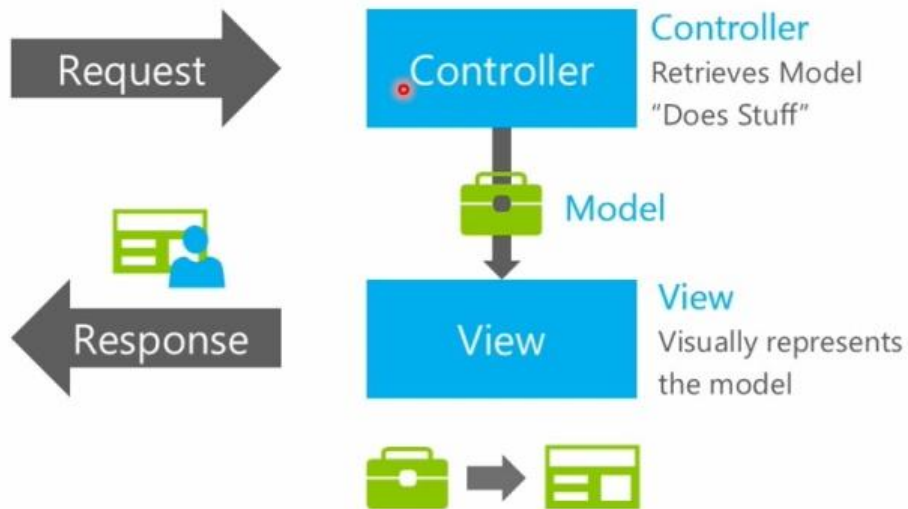 Request
Controller
Controller
Retrieves Model
“Does Stuff”
Model
Response
View
View
Visually represents
the model